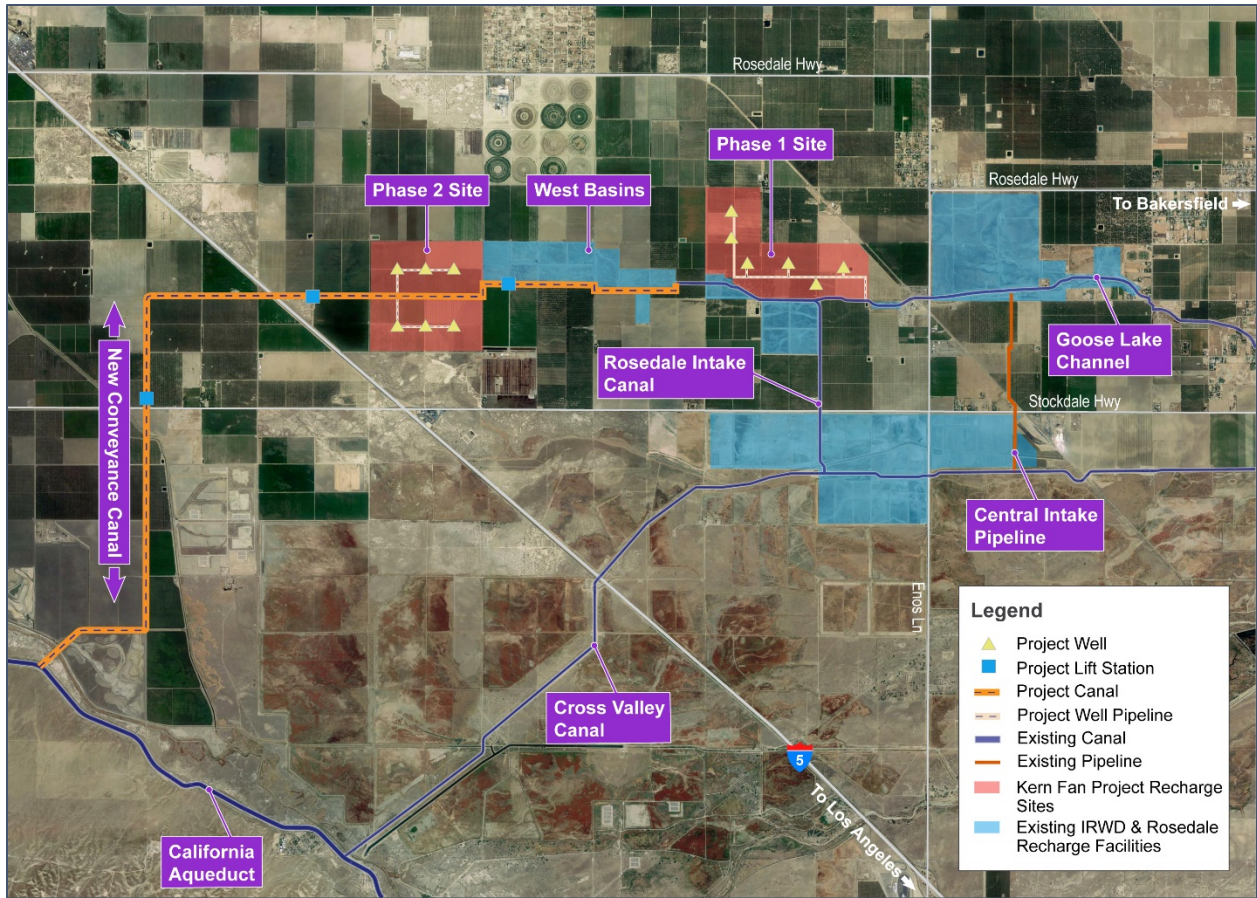 Rosedale Hwy
Phase 1 Site
Phase 2 Site
West Basins
Rosedale Hwy
To Bakersfield
New Conveyance Canal
Rosedale Intake
Canal
Goose Lake
Channel
Stockdale Hwy
Central Intake
Pipeline
Enos Ln
Cross Valley
Canal
5
To Los Angeles
California
Aqueduct
Legend
Project Well
Project Lift Station
Project Canal
Project Well Pipeline
Existing Canal
Existing Pipeline
Kern Fan Project Recharge
Sites
Existing IRWD & Rosedale
Recharge Facilities